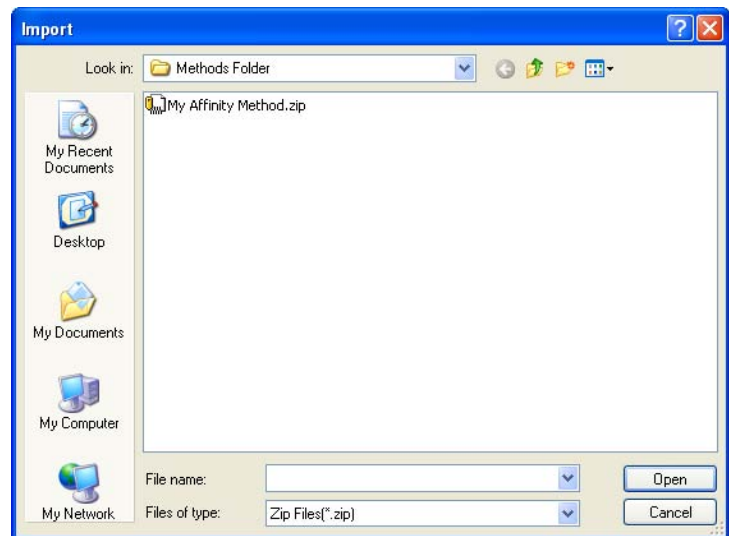 Import
Look in: Methods Folder
My Affinity Method.zip
My Recent
Documents
Desktop
My Documents
My Computer
My Network
File name:
Open
Files of type: Zip Files(*.zip)
Cancel